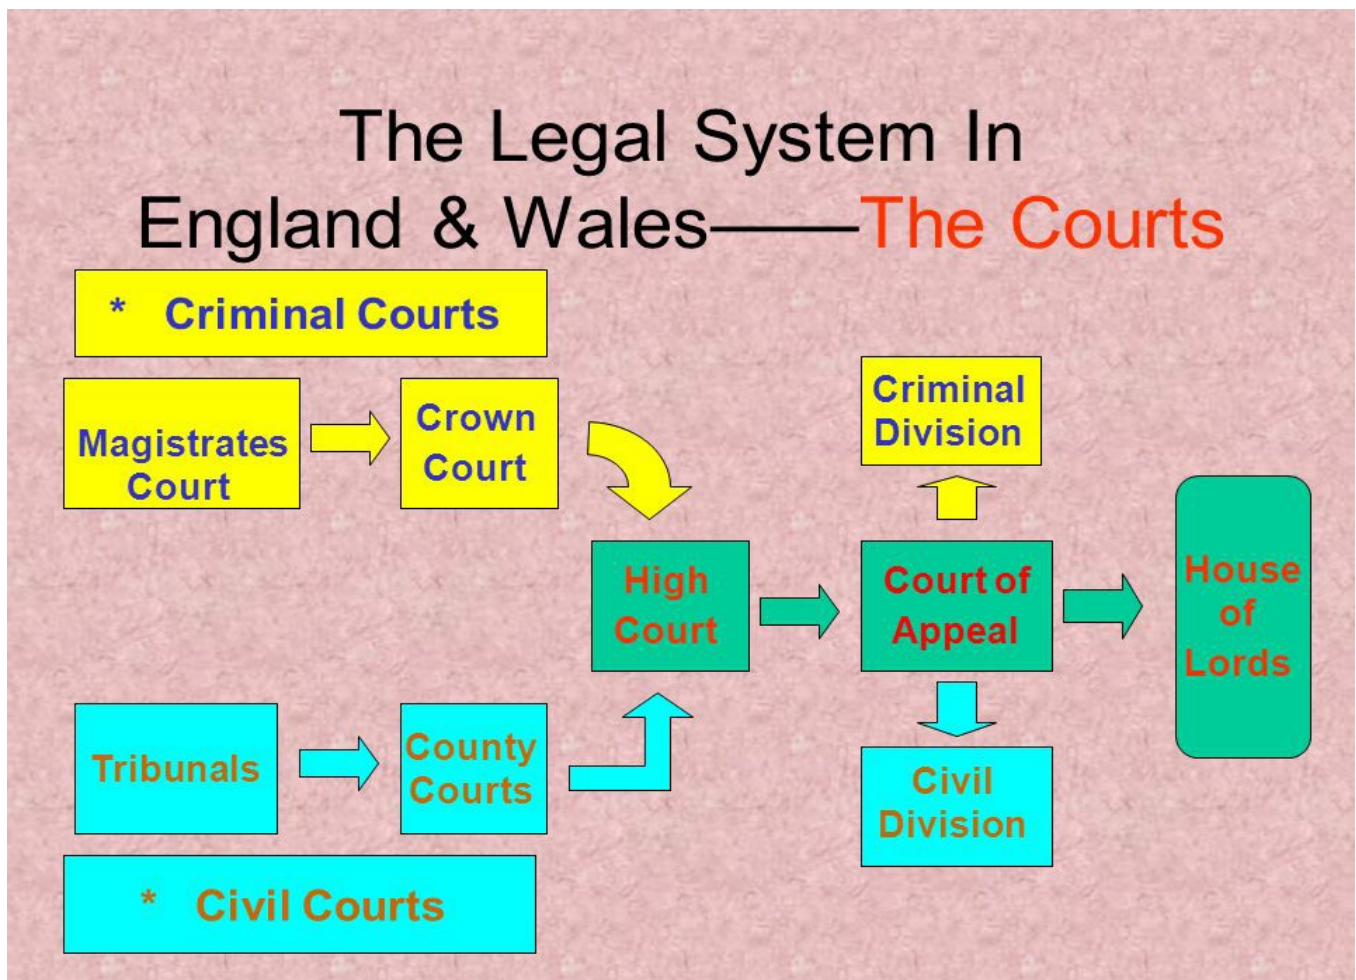 The Legal System In
England & Wales——The Courts
* Criminal Courts
Magistrates
Court
Crown
Court
Criminal
Division
High
Court
Court of
Appeal
House
of
Lords
Tribunals
County
Courts
Civil
Division
* Civil Courts